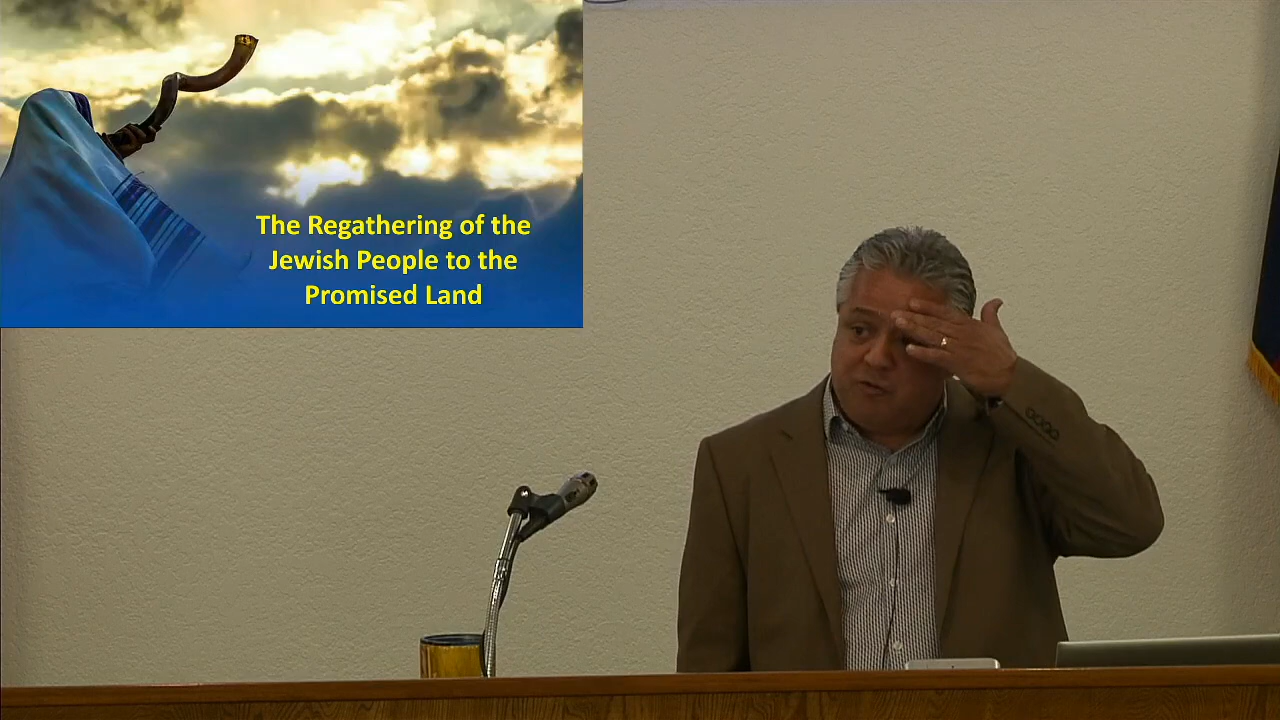 The Regathering of the
Jewish People to the
Promised Land